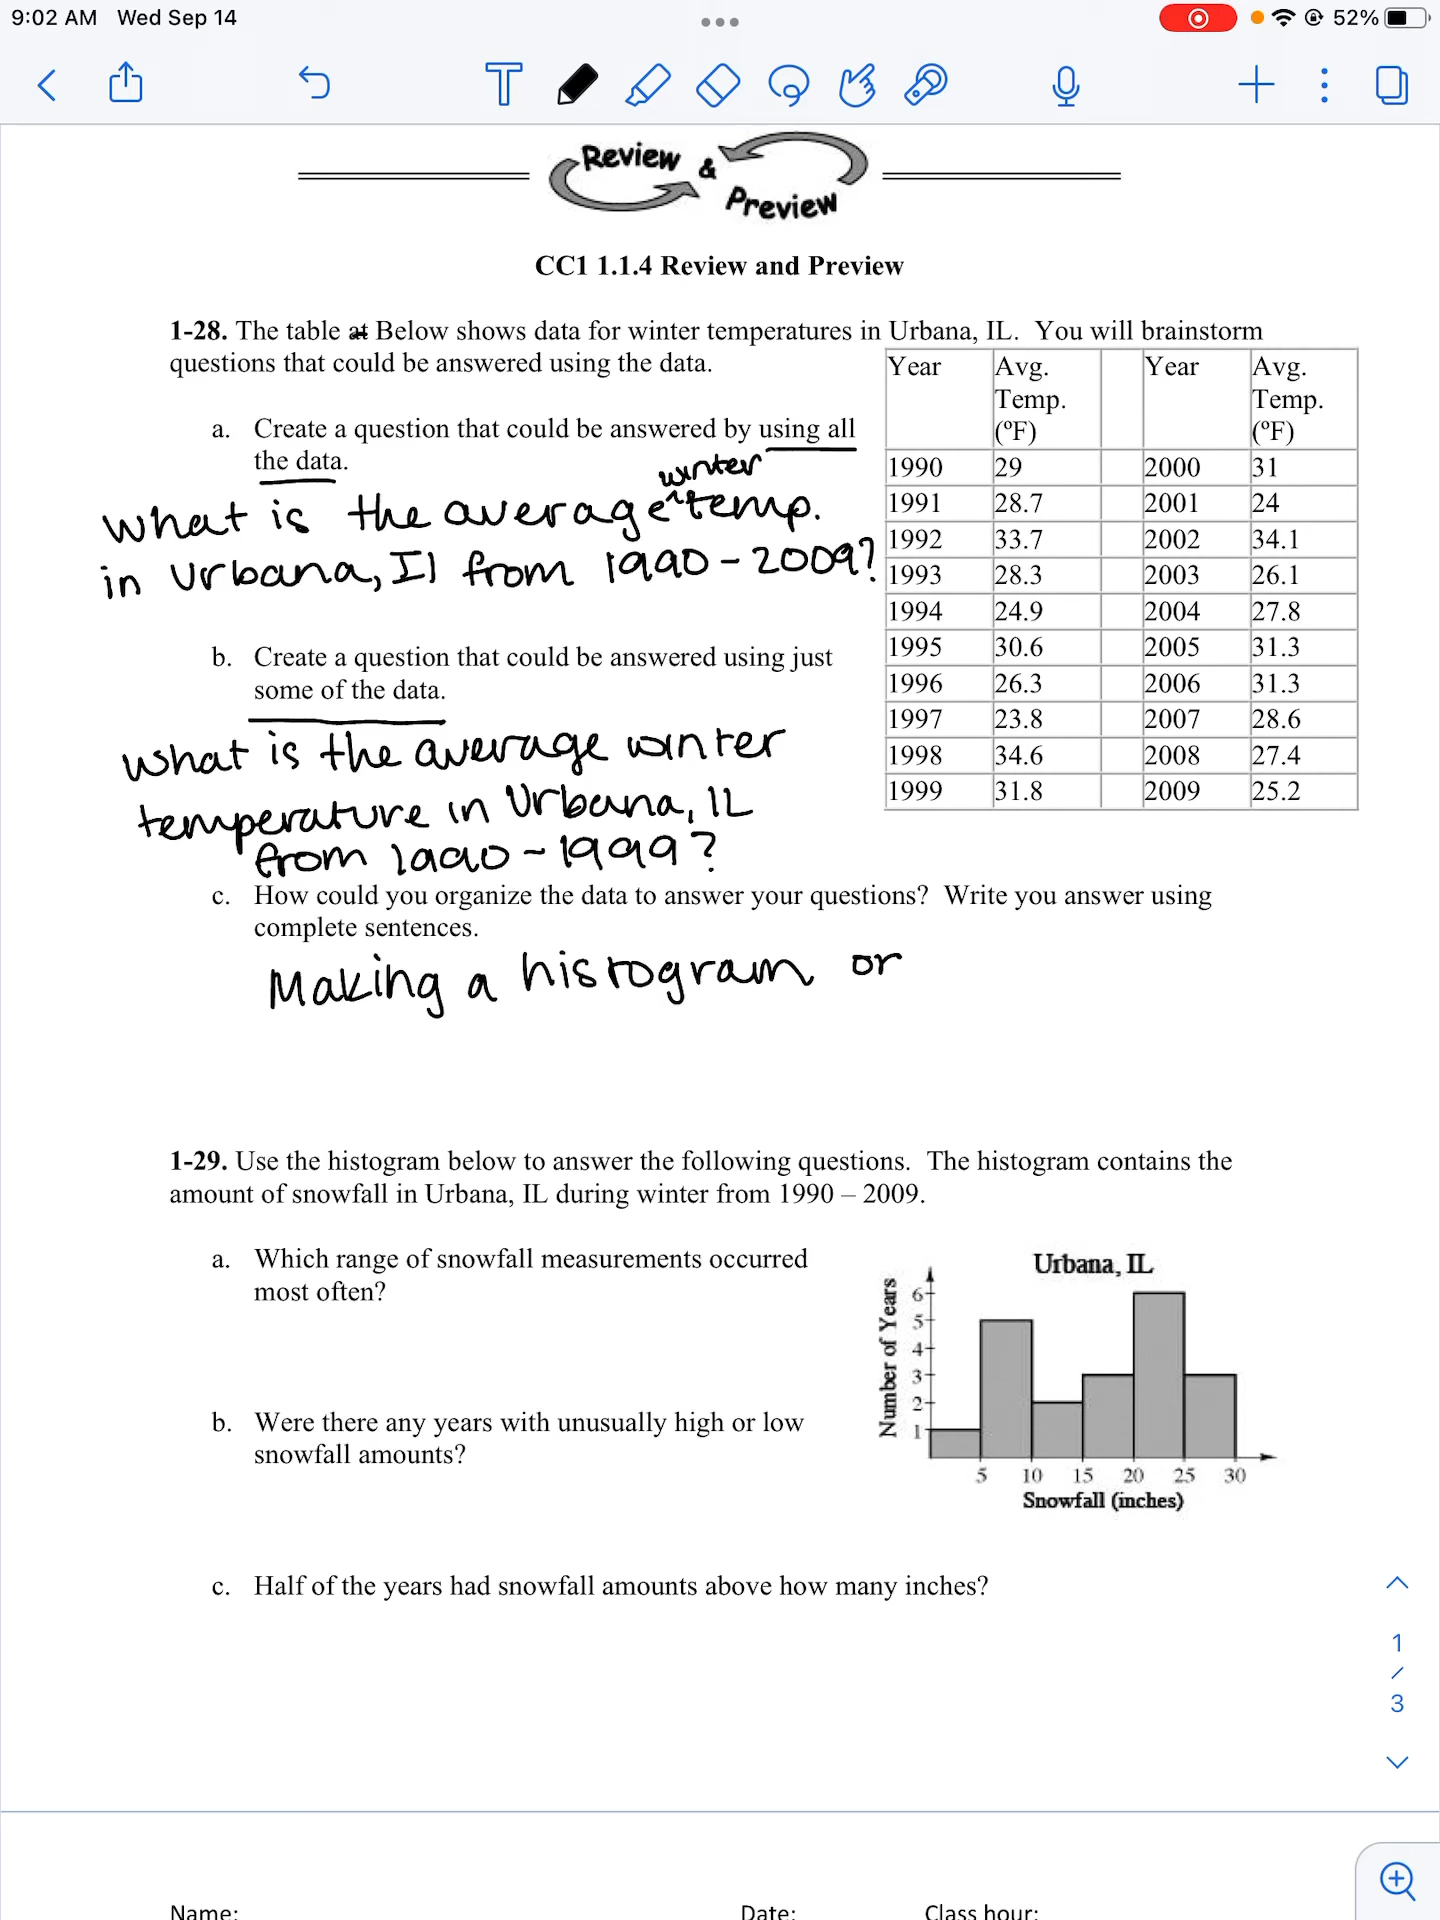 9:02 AM Wed Sep 14
52%
Review &
Preview
CC1 1.1.4 Review and Preview
1-28. The table at Below shows data for winter temperatures in Urbana, IL. You will brainstorm
questions that could be answered using the data.
a. Create a question that could be answered by using all
the data.
winter
What is the average ^ temp.
in Urbana, Il from 1990-2009?
b. Create a question that could be answered using just
some of the data.
What is the average winter
temperature in Urbana, IL
from 1990-1999?
Year Avg. Temp. (ºF) Year Avg. Temp. (ºF)
1990 29 2000 31
1991 28.7 2001 24
1992 33.7 2002 34.1
1993 28.3 2003 26.1
1994 24.9 2004 27.8
1995 30.6 2005 31.3
1996 26.3 2006 31.3
1997 23.8 2007 28.6
1998 34.6 2008 27.4
1999 31.8 2009 25.2
c. How could you organize the data to answer your questions? Write you answer using
complete sentences.
Making a histogram or
1-29. Use the histogram below to answer the following questions. The histogram contains the
amount of snowfall in Urbana, IL during winter from 1990 – 2009.
a. Which range of snowfall measurements occurred
most often?
b. Were there any years with unusually high or low
snowfall amounts?
Urbana, IL
Number of Years
6
5
4
3
2
1
5 10 15 20 25 30
Snowfall (inches)
c. Half of the years had snowfall amounts above how many inches?
1
/
3
Name: Date: Class hour: